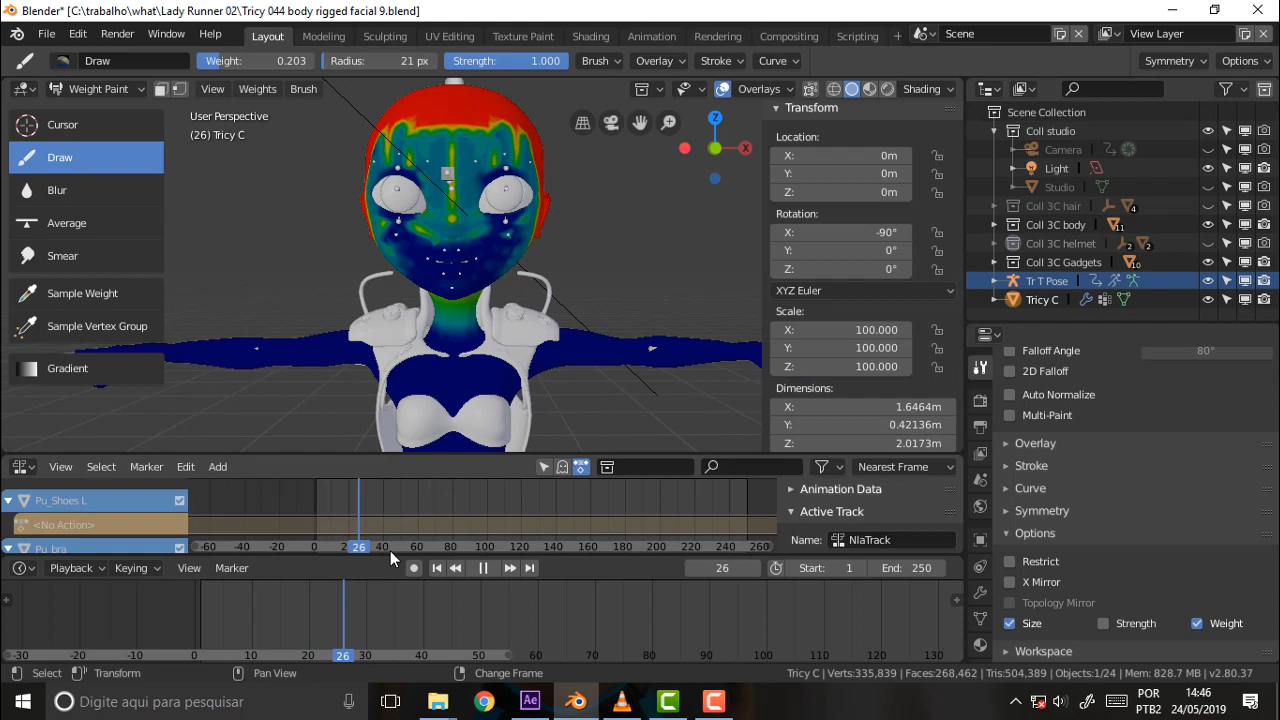 Blender* [C:\trabalho\what\Lady Runner 02\Tricy 044 body rigged facial 9.blend]
File Edit Render Window Help Layout Modeling Sculpting UV Editing Texture Paint Shading Animation Rendering Compositing Scripting + Scene View Layer
Draw Weight: 0.203 Radius: 21 px Strength: 1.000 Brush Overlay Stroke Curve Symmetry Options
Weight Paint View Weights Brush Overlays Shading
Cursor
Draw
Blur
Average
Smear
Sample Weight
Sample Vertex Group
Gradient
User Perspective
(26) Tricy C
Z
X
Transform
Location:
X: 0m
Y: 0m
Z: 0m
Rotation:
X: -90°
Y: 0°
Z: 0°
XYZ Euler
Scale:
X: 100.000
Y: 100.000
Z: 100.000
Dimensions:
X: 1.6464m
Y: 0.42136m
Z: 2.0173m
Scene Collection
Coll studio
Camera
Light
Studio
Coll 3C hair 4
Coll 3C body 11
Coll 3C helmet 2 2
Coll 3C Gadgets 10
Tr T Pose
Tricy C
Falloff Angle 80°
2D Falloff
Auto Normalize
Multi-Paint
Overlay
Stroke
Curve
Symmetry
Options
Restrict
X Mirror
Topology Mirror
Size Strength Weight
Workspace
View Select Marker Edit Add Nearest Frame
Pu_Shoes L
<No Action>
Pu_bra
-60 -40 -20 0 2 26 40 60 80 100 120 140 160 180 200 220 240 260
Animation Data
Active Track
Name: NlaTrack
Playback Keying View Marker 26 Start: 1 End: 250
-30 -20 -10 0 10 20 26 30 40 50 60 70 80 90 100 110 120 130
Select Transform Pan View Change Frame Tricy C | Verts:335,839 | Faces:268,462 | Tris:504,389 | Objects:1/24 | Mem: 828.7 MB | v2.80.37
Digite aqui para pesquisar Ae POR 14:46
PTB2 24/05/2019